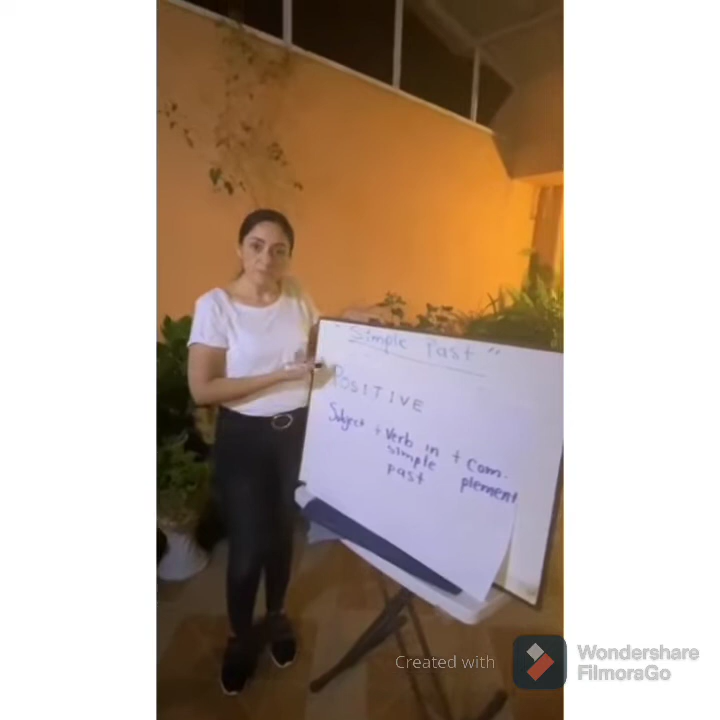 " Simple Past "
POSITIVE
Subject + Verb in + Com.
simple plement
past
Created with
Wondershare
FilmoraGo